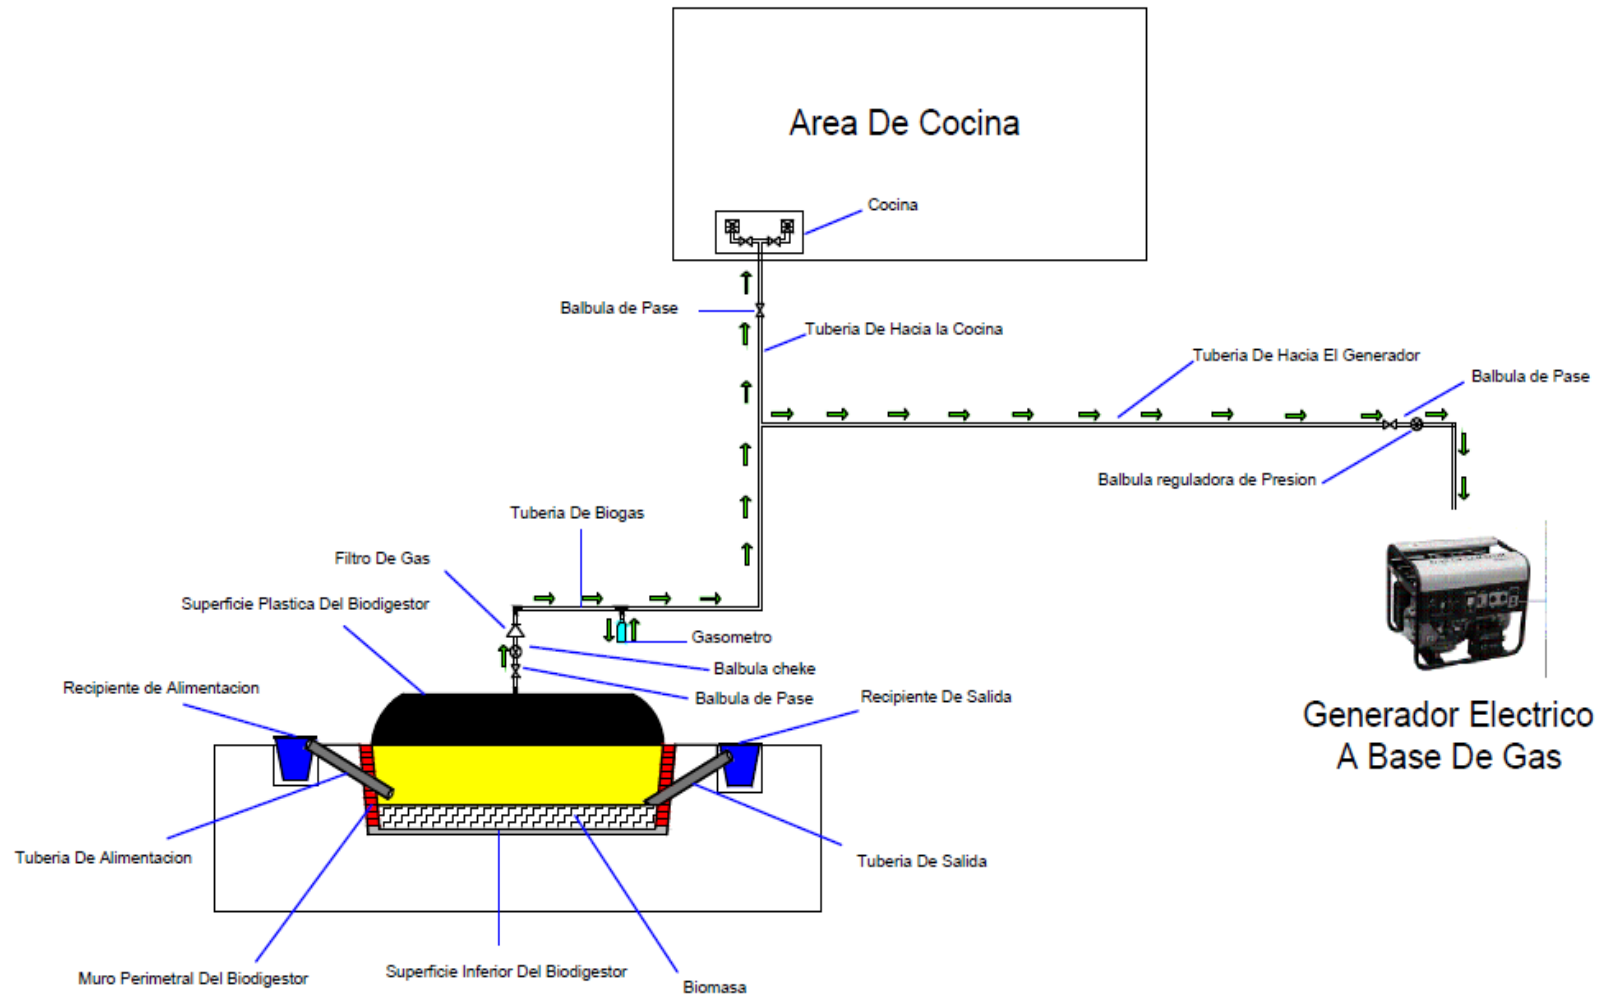 Area De Cocina
Cocina
Balbula de Pase
Tuberia De Hacia la Cocina
Tuberia De Hacia El Generador
Balbula de Pase
Balbula reguladora de Presion
Tuberia De Biogas
Filtro De Gas
Superficie Plastica Del Biodigestor
Gasometro
Balbula cheke
Balbula de Pase
Recipiente de Alimentacion
Recipiente De Salida
Generador Electrico
A Base De Gas
Tuberia De Alimentacion
Tuberia De Salida
Muro Perimetral Del Biodigestor
Superficie Inferior Del Biodigestor
Biomasa